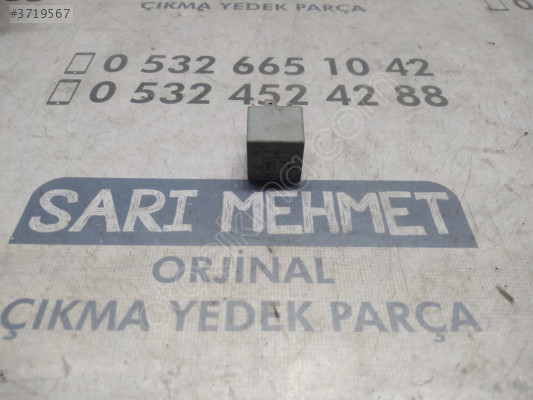 #3719567
ÇIKMA YEDEK PARÇA
0 532 665 10 42
0 532 452 42 88
SARI MEHMET
ORJİNAL
ÇIKMA YEDEK PARÇA